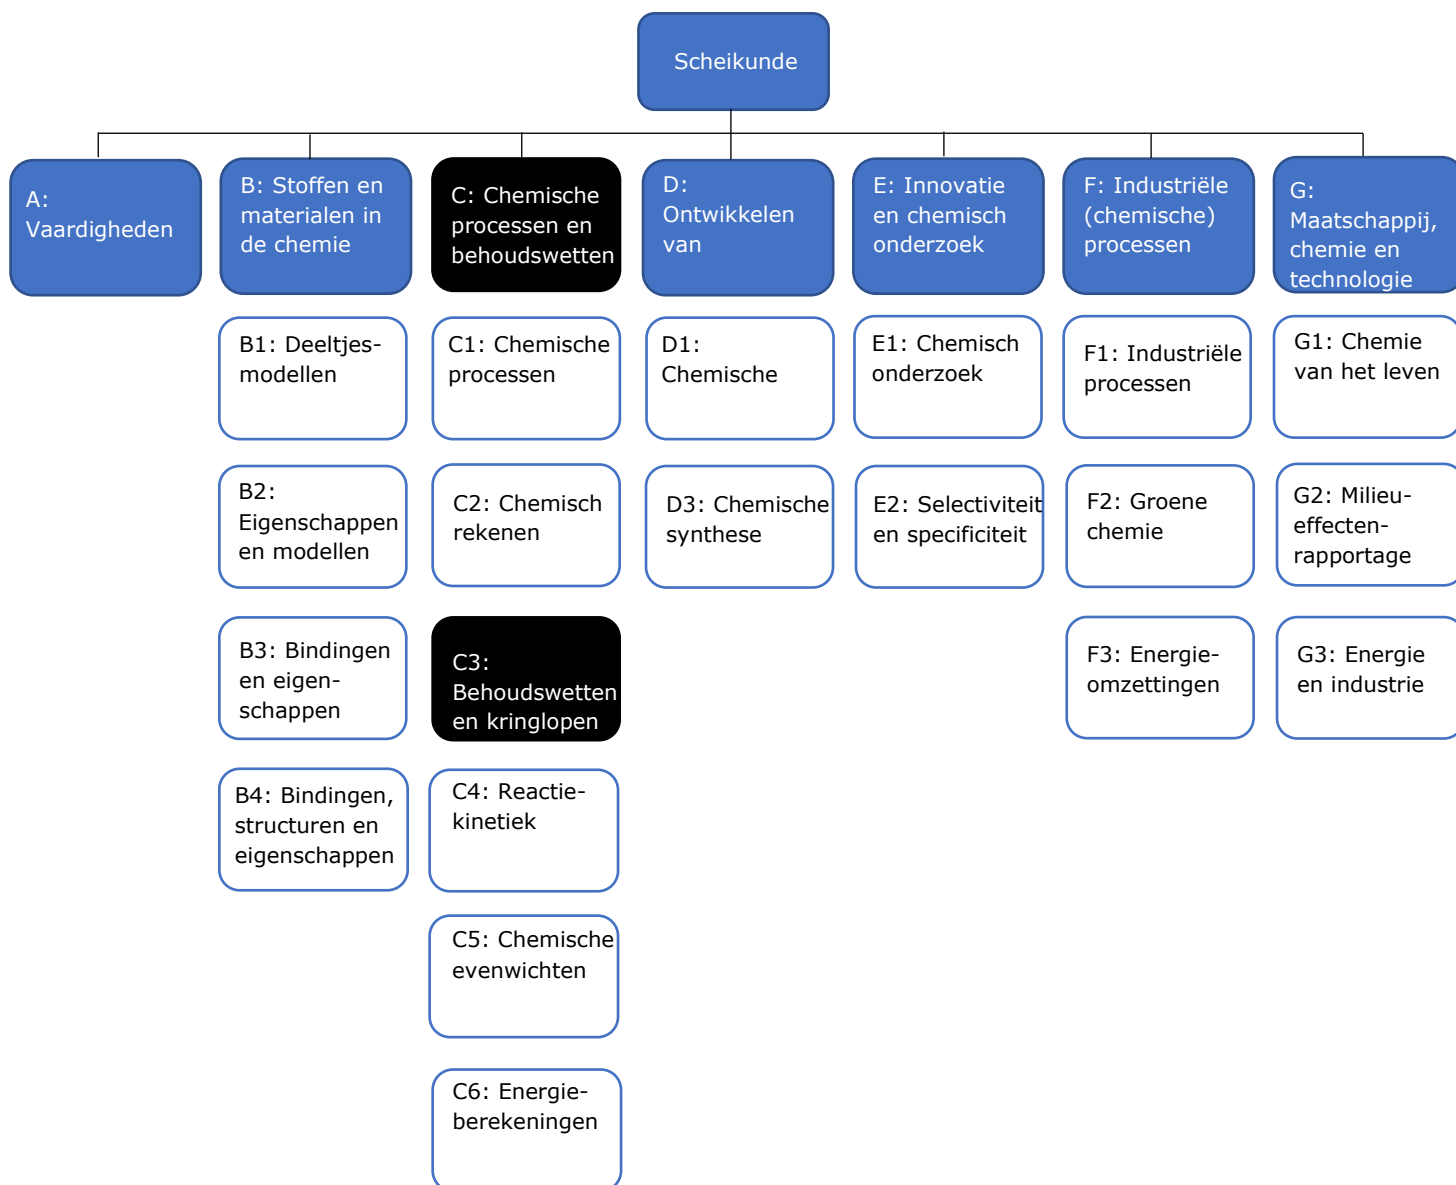 Scheikunde
A:
Vaardigheden
B: Stoffen en
materialen in
de chemie
C: Chemische
processen en
behoudswetten
D:
Ontwikkelen
van
E: Innovatie
en chemisch
onderzoek
F: Industriële
(chemische)
processen
G:
Maatschappij,
chemie en
technologie
B1: Deeltjes-
modellen
C1: Chemische
processen
D1:
Chemische
E1: Chemisch
onderzoek
F1: Industriële
processen
G1: Chemie
van het leven
B2:
Eigenschappen
en modellen
C2: Chemisch
rekenen
D3: Chemische
synthese
E2: Selectiviteit
en specificiteit
F2: Groene
chemie
G2: Milieu-
effecten-
rapportage
B3: Bindingen
en eigen-
schappen
C3:
Behoudswetten
en kringlopen
F3: Energie-
omzettingen
G3: Energie
en industrie
B4: Bindingen,
structuren en
eigenschappen
C4: Reactie-
kinetiek
C5: Chemische
evenwichten
C6: Energie-
berekeningen